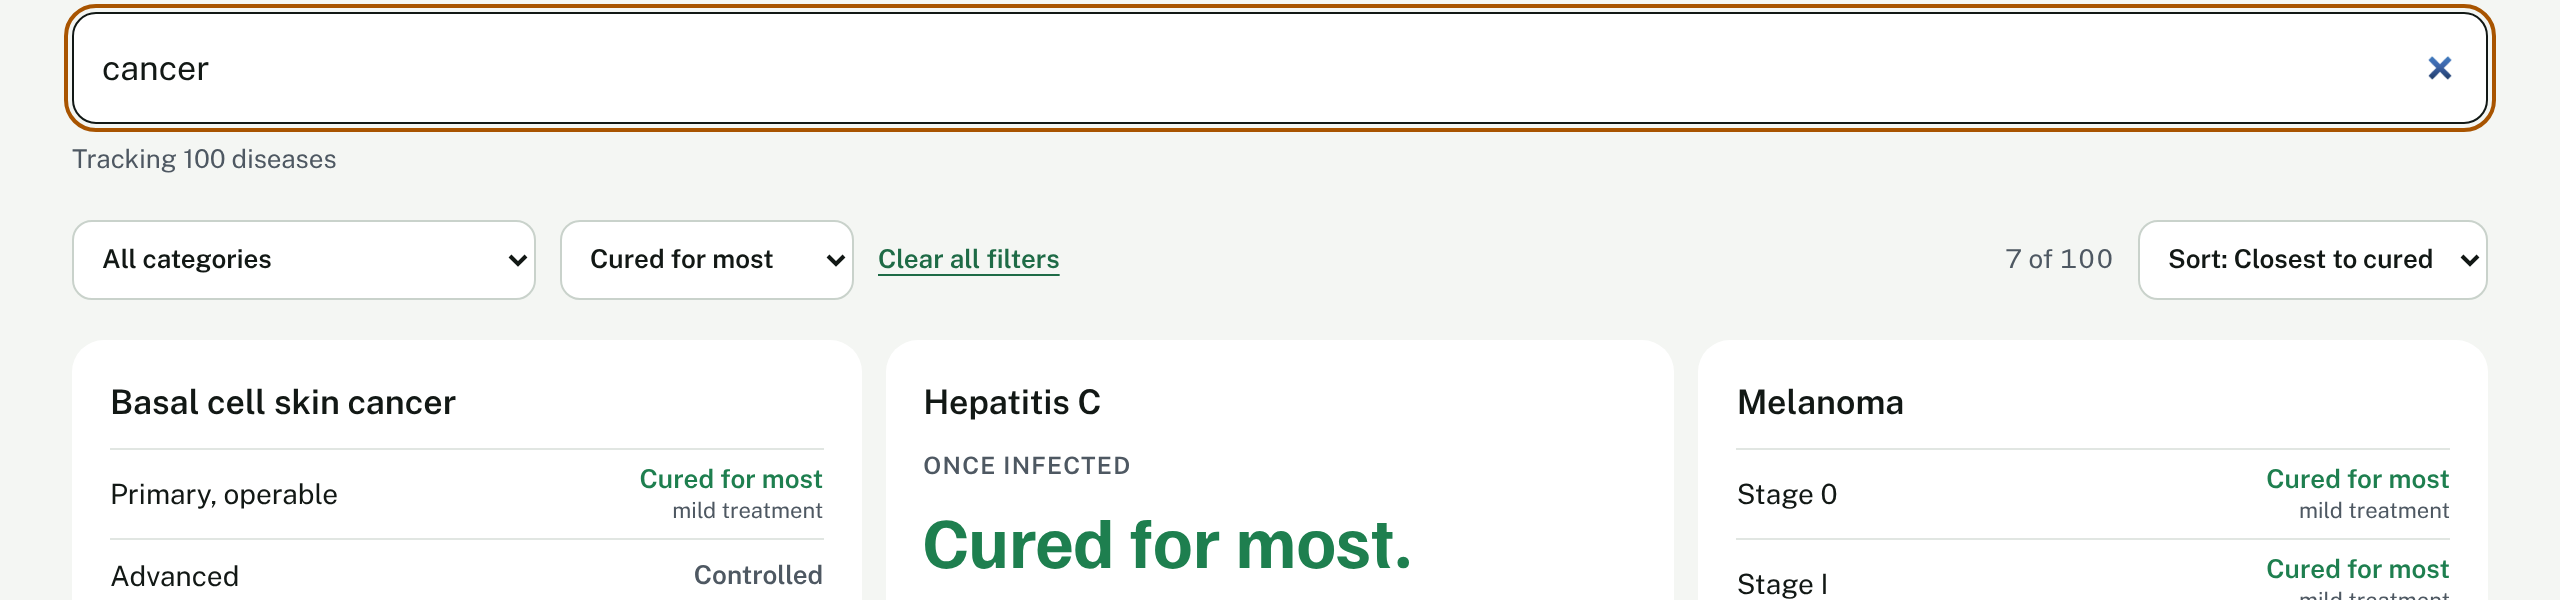 cancer
Tracking 100 diseases
All categories
Cured for most
Clear all filters
7 of 100
Sort: Closest to cured
Basal cell skin cancer
Primary, operable
Cured for most
mild treatment
Advanced
Controlled
Hepatitis C
ONCE INFECTED
Cured for most.
Melanoma
Stage 0
Cured for most
mild treatment
Stage I
Cured for most
mild treatment